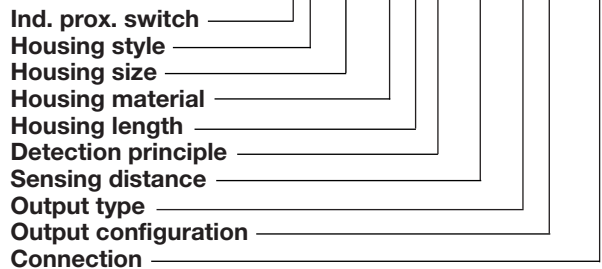 Ind. prox. switch
Housing style
Housing size
Housing material
Housing length
Detection principle
Sensing distance
Output type
Output configuration
Connection